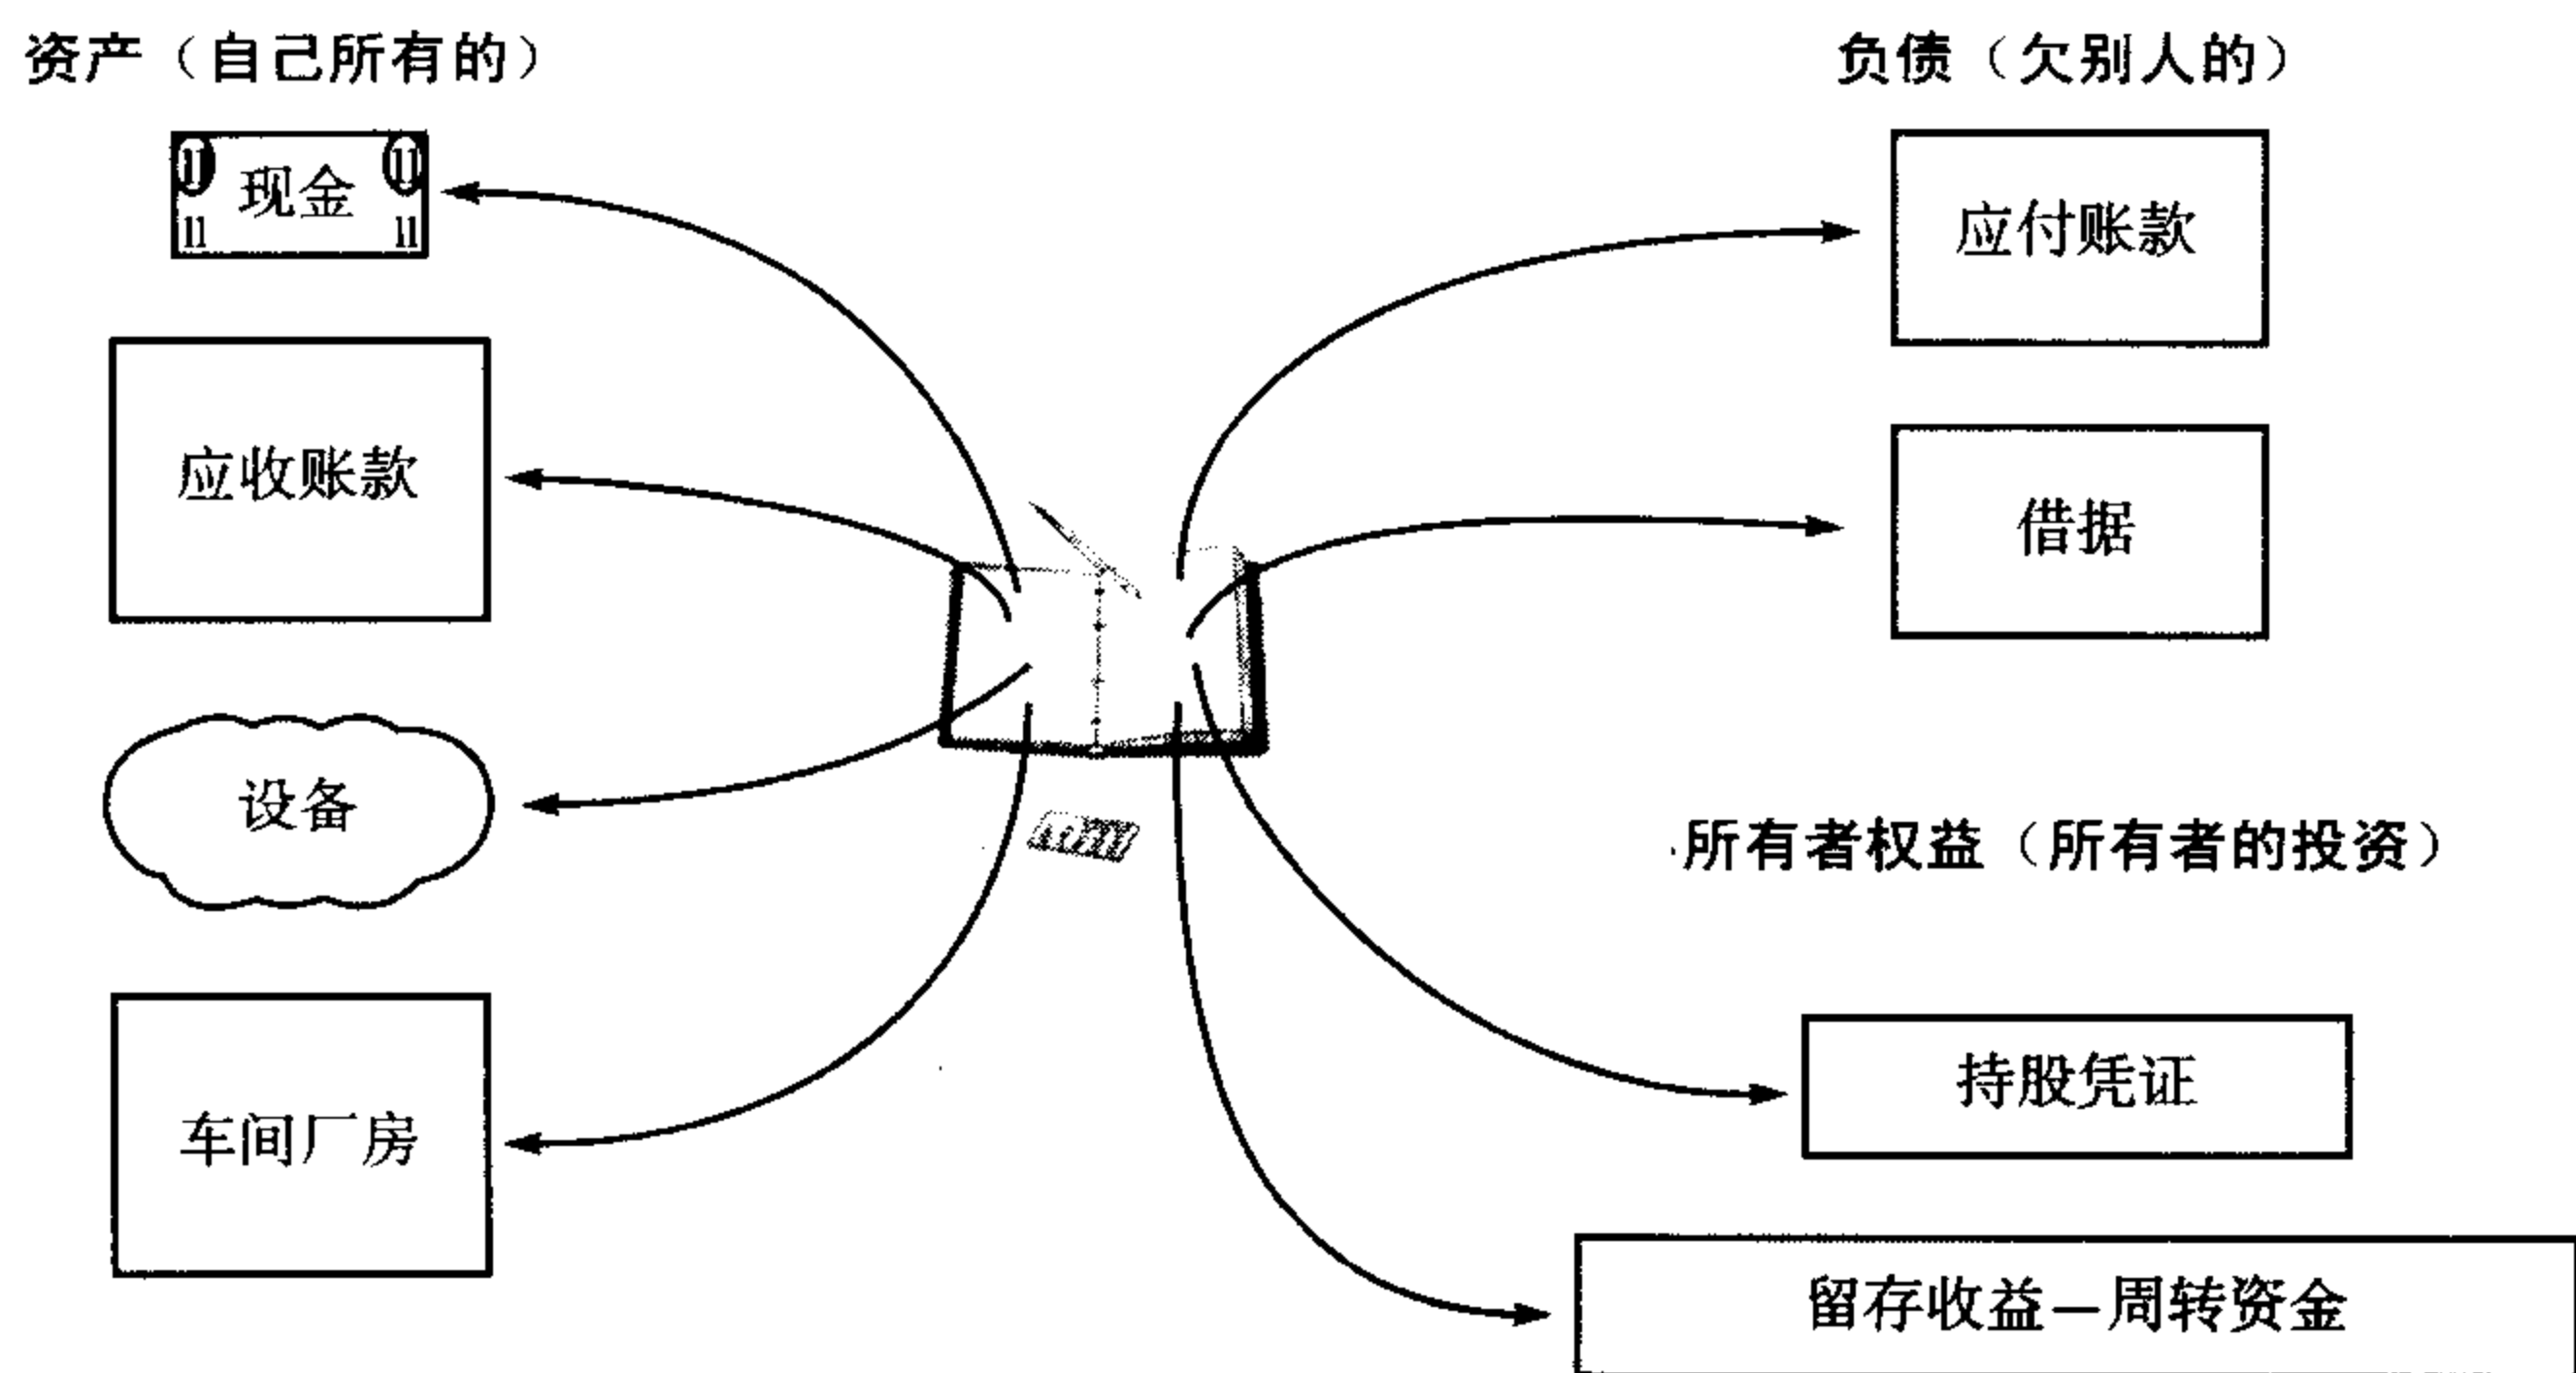 资产（自己所有的）
现金
应收账款
设备
车间厂房
负债（欠别人的）
应付账款
借据
所有者权益（所有者的投资）
持股凭证
留存收益—周转资金